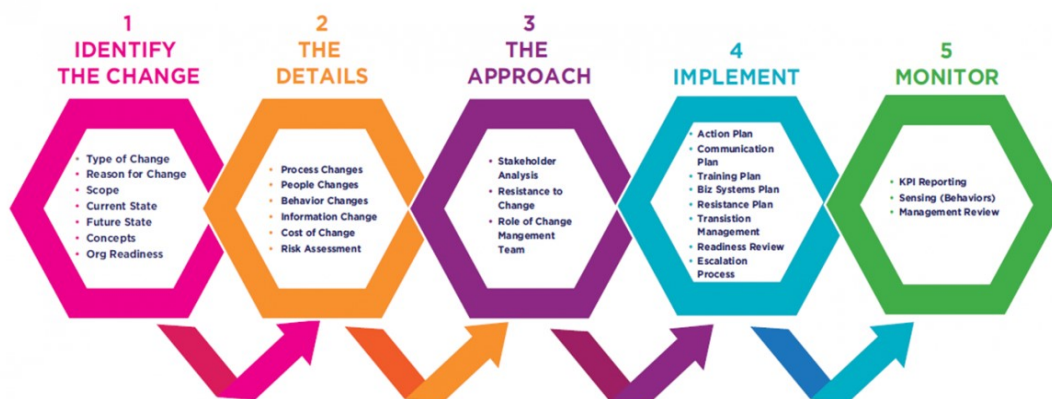 1
IDENTIFY
THE CHANGE
Type of Change
Reason for Change
Scope
Current State
Future State
Concepts
Org Readiness
2
THE
DETAILS
Process Changes
People Changes
Behavior Changes
Information Change
Cost of Change
Risk Assessment
3
THE
APPROACH
Stakeholder
Analysis
Resistance to
Change
Role of Change
Mangement
Team
4
IMPLEMENT
Action Plan
Communication
Plan
Training Plan
Biz Systems Plan
Resistance Plan
Transistion
Management
Readiness Review
Escalation
Process
5
MONITOR
KPI Reporting
Sensing (Behaviors)
Management Review